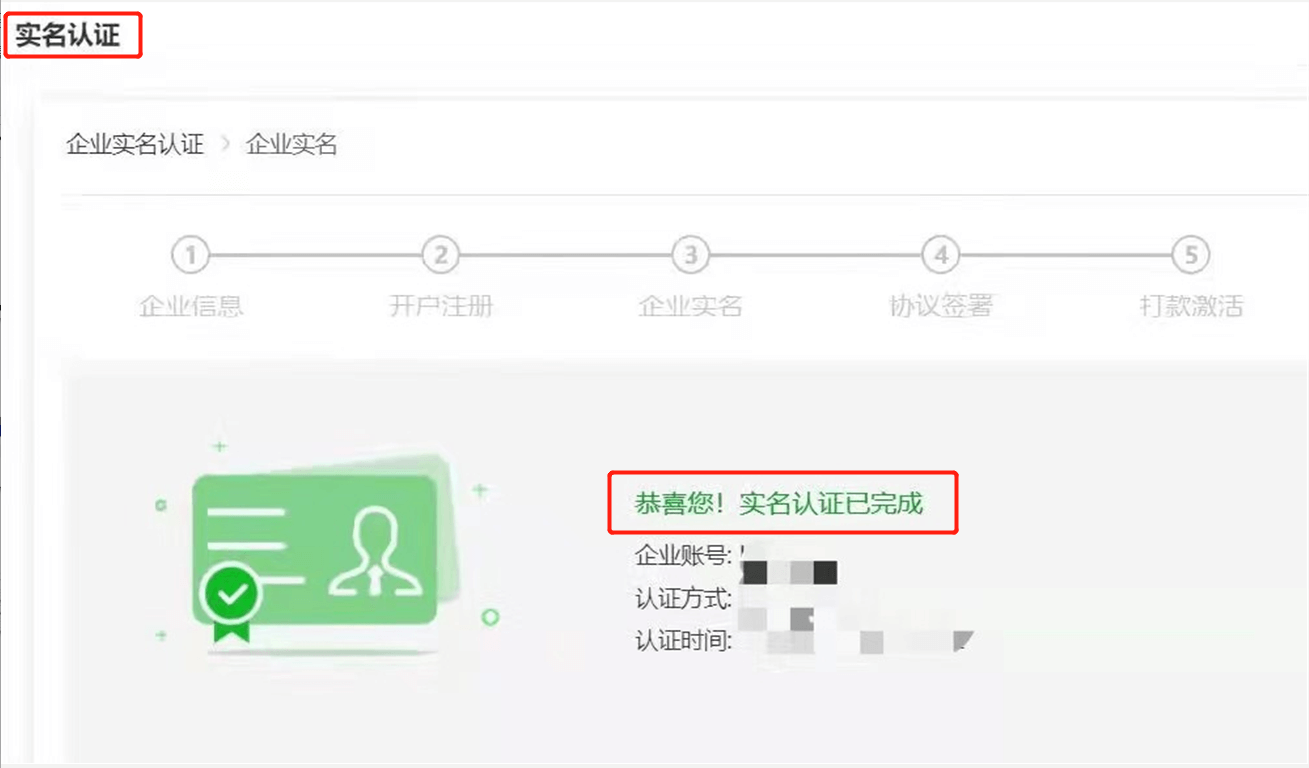 实名认证
企业实名认证 > 企业实名
1 2 3 4 5
企业信息 开户注册 企业实名 协议签署 打款激活
恭喜您！实名认证已完成
企业账号:
认证方式:
认证时间: